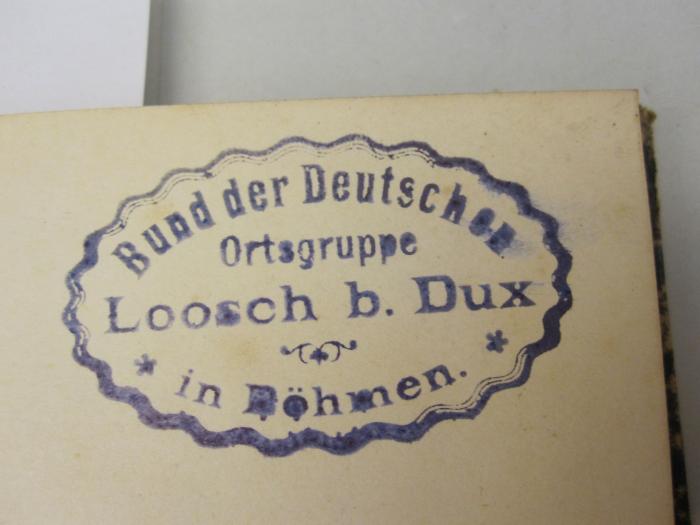 Bund der Deutschen
Ortsgruppe
Loosch b. Dux
* in Böhmen. *